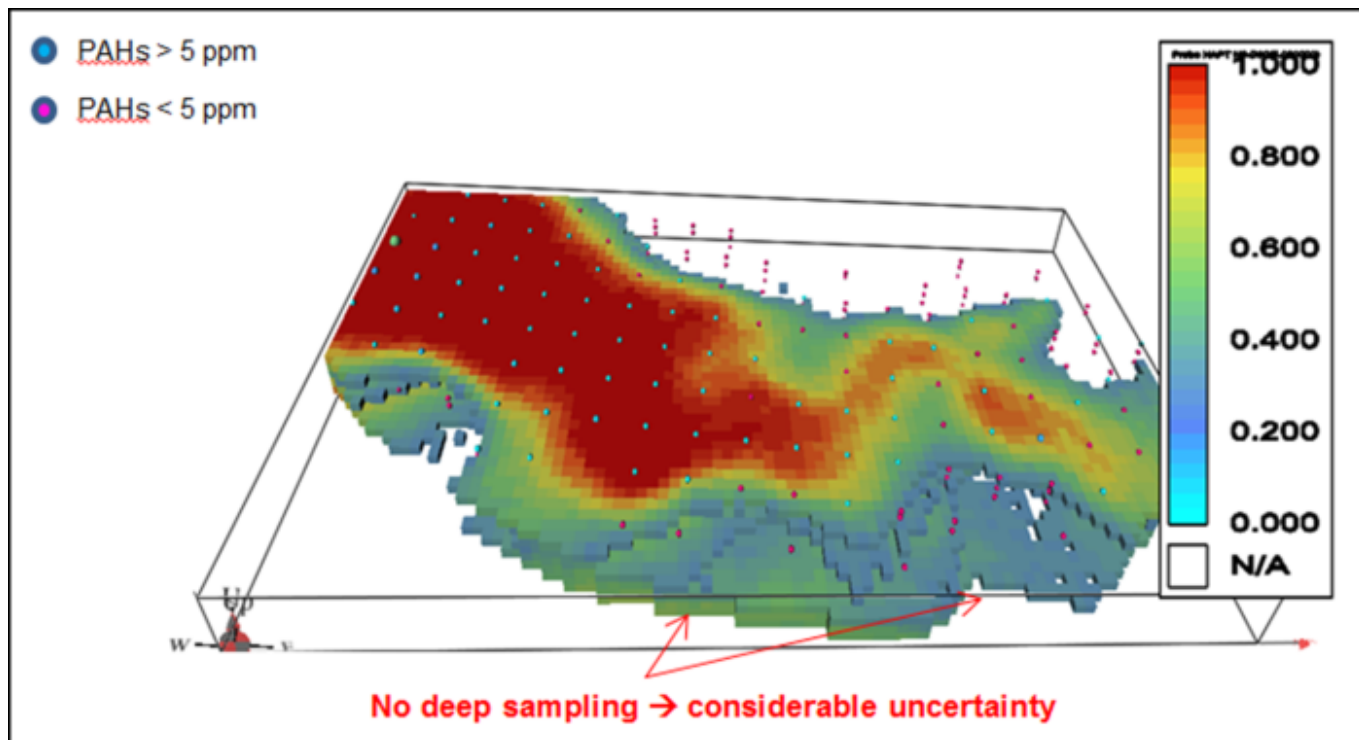 PAHs > 5 ppm
PAHs < 5 ppm
1.000
0.800
0.600
0.400
0.200
0.000
N/A
Up
W
No deep sampling → considerable uncertainty